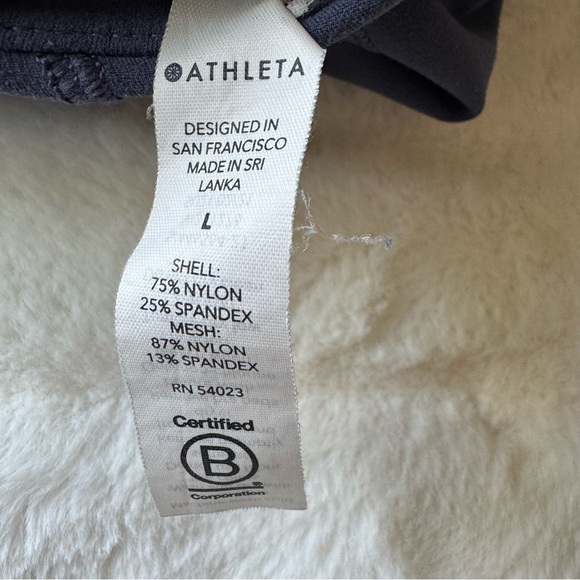 ATHLETA
DESIGNED IN
SAN FRANCISCO
MADE IN SRI
LANKA
L
SHELL:
75% NYLON
25% SPANDEX
MESH:
87% NYLON
13% SPANDEX
RN 54023
Certified
B
Corporation